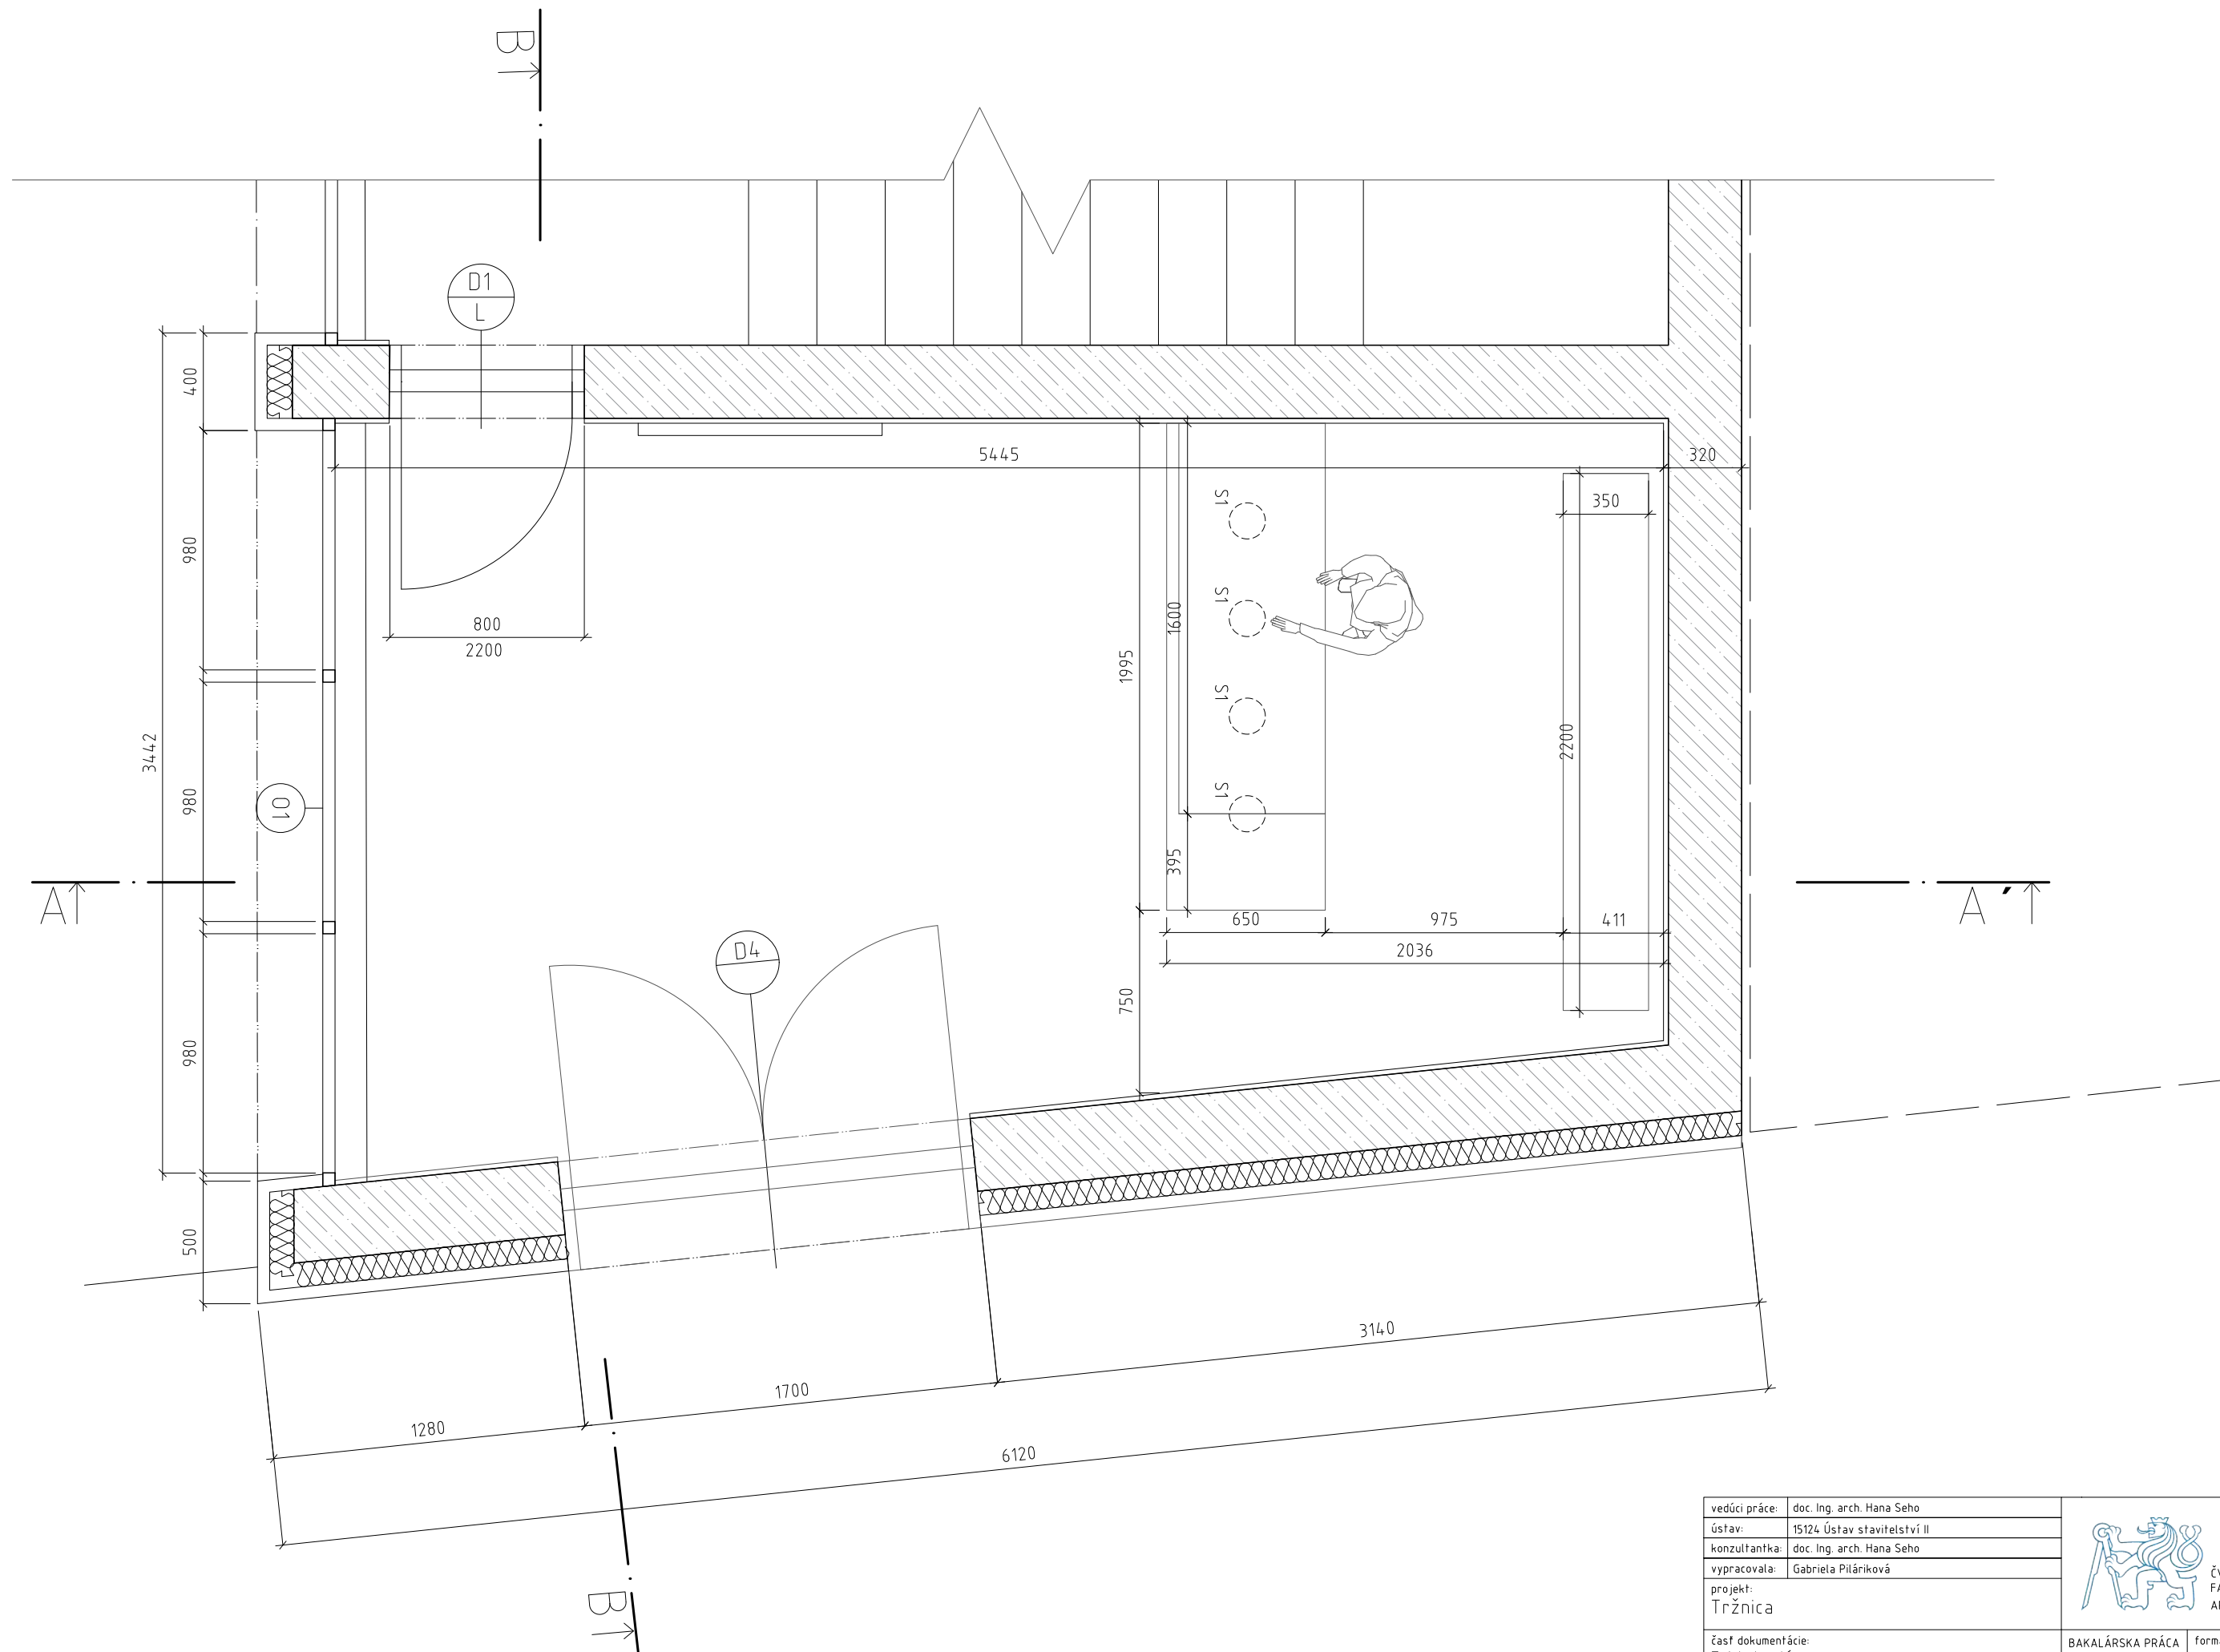 B
D1
L
400
5445
320
350
S1
980
S1
1600
800
2200
1995
S1
2200
3442
980
O1
S1
395
A
A´
650
975
411
D4
2036
750
980
500
3140
1700
1280
6120
B
vedúci práce: doc. Ing. arch. Hana Seho
ústav: 15124 Ústav stavitelství II
konzultantka: doc. Ing. arch. Hana Seho
vypracovala: Gabriela Piláriková
projekt:
Tržnica
časť dokumentácie:
BAKALÁRSKA PRÁCA